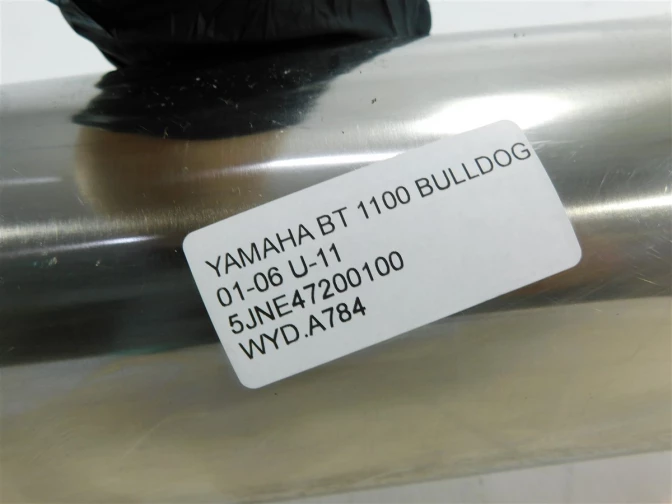 YAMAHA BT 1100 BULLDOG
01-06 U-11
5JNE47200100
WYD.A784